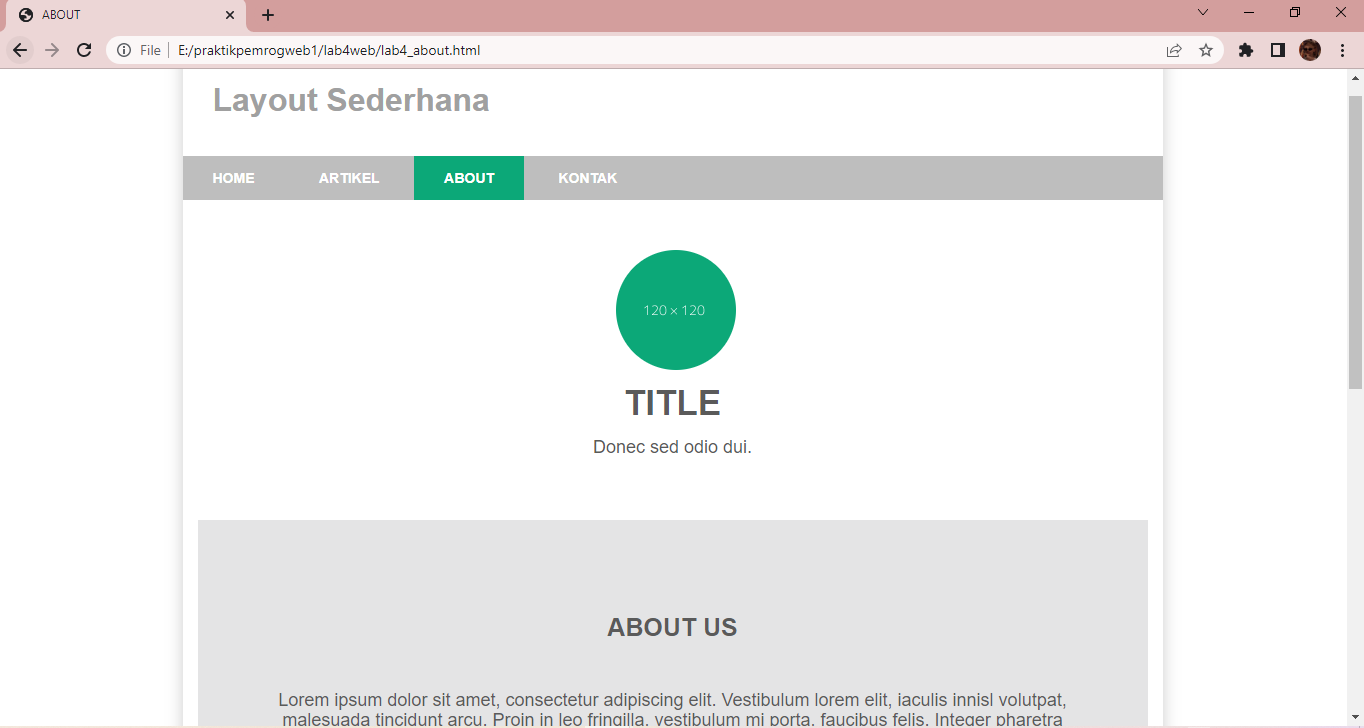 ABOUT
File
E:/praktikpemrogweb1/lab4web/lab4_about.html
Layout Sederhana
HOME ARTIKEL ABOUT KONTAK
120 × 120
TITLE
Donec sed odio dui.
ABOUT US
Lorem ipsum dolor sit amet, consectetur adipiscing elit. Vestibulum lorem elit, iaculis innisl volutpat,
malesuada tincidunt arcu. Proin in leo fringilla, vestibulum mi porta, faucibus felis. Integer pharetra